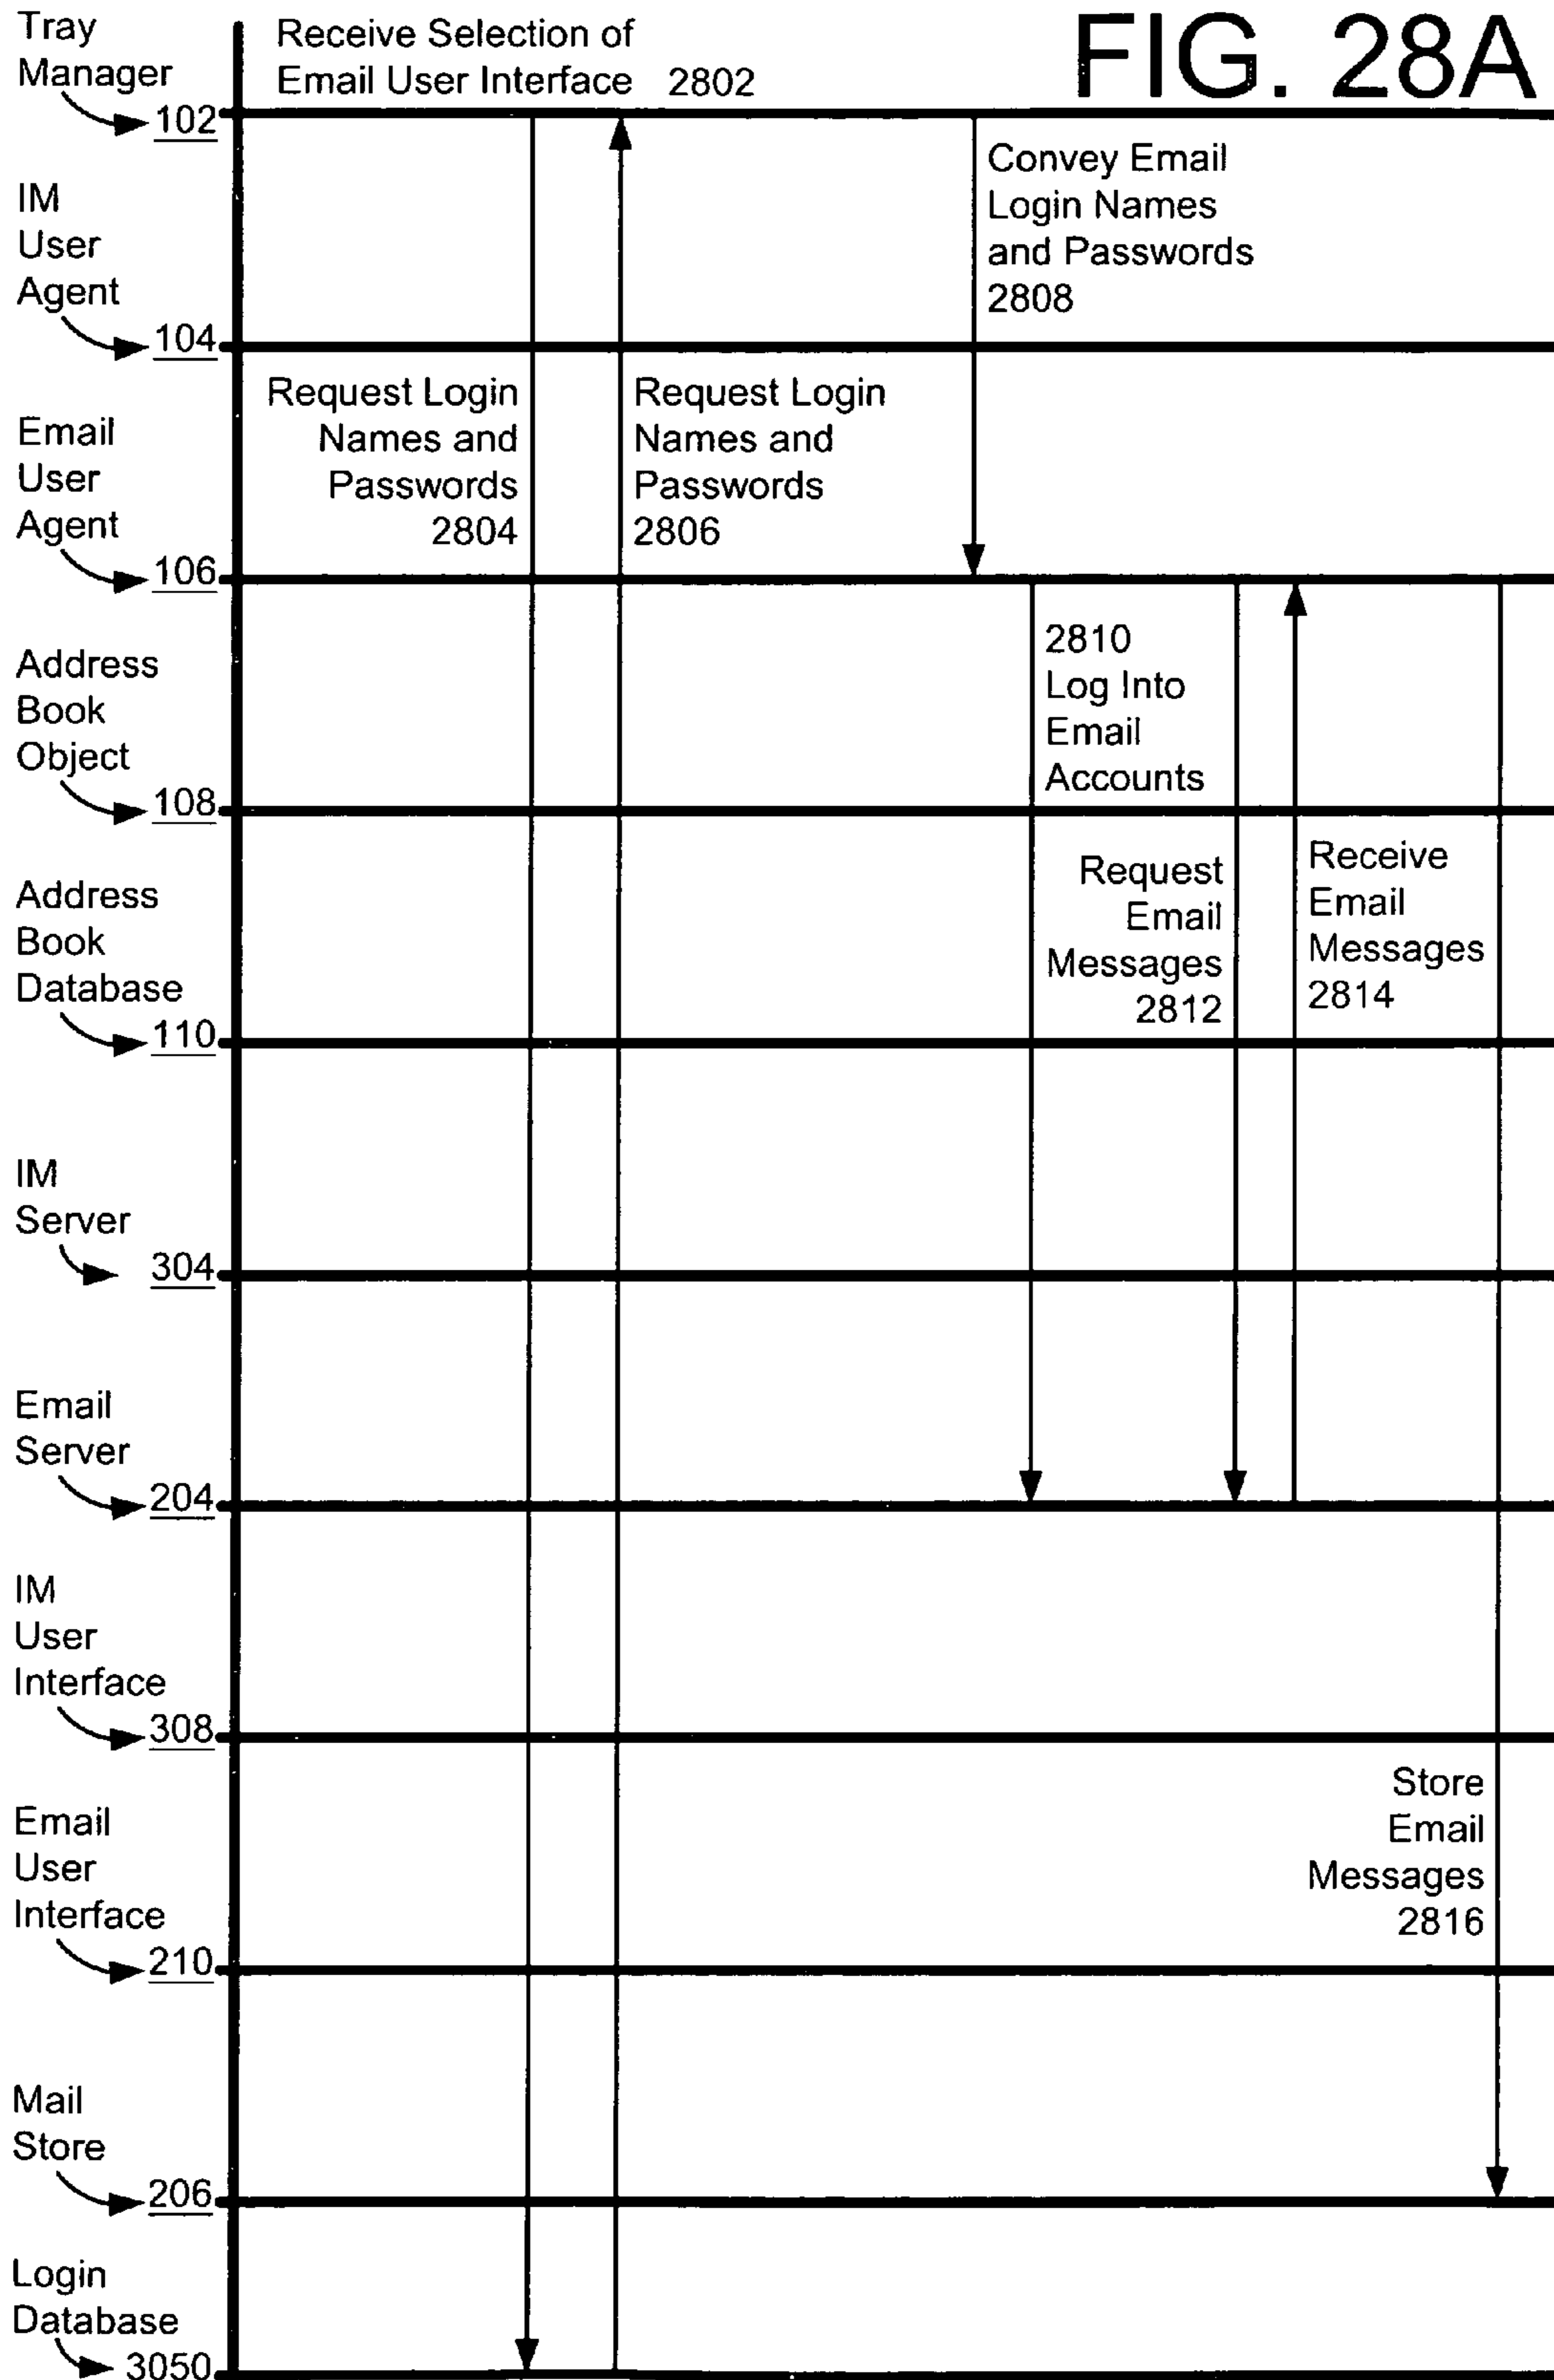 FIG. 28A
Tray
Manager
102
Receive Selection of
Email User Interface 2802
Convey Email
Login Names
and Passwords
2808
IM
User
Agent
104
Request Login
Names and
Passwords
2804
Request Login
Names and
Passwords
2806
Email
User
Agent
106
2810
Log Into
Email
Accounts
Address
Book
Object
108
Request
Email
Messages
2812
Receive
Email
Messages
2814
Address
Book
Database
110
IM
Server
304
Email
Server
204
IM
User
Interface
308
Store
Email
Messages
2816
Email
User
Interface
210
Mail
Store
206
Login
Database
3050